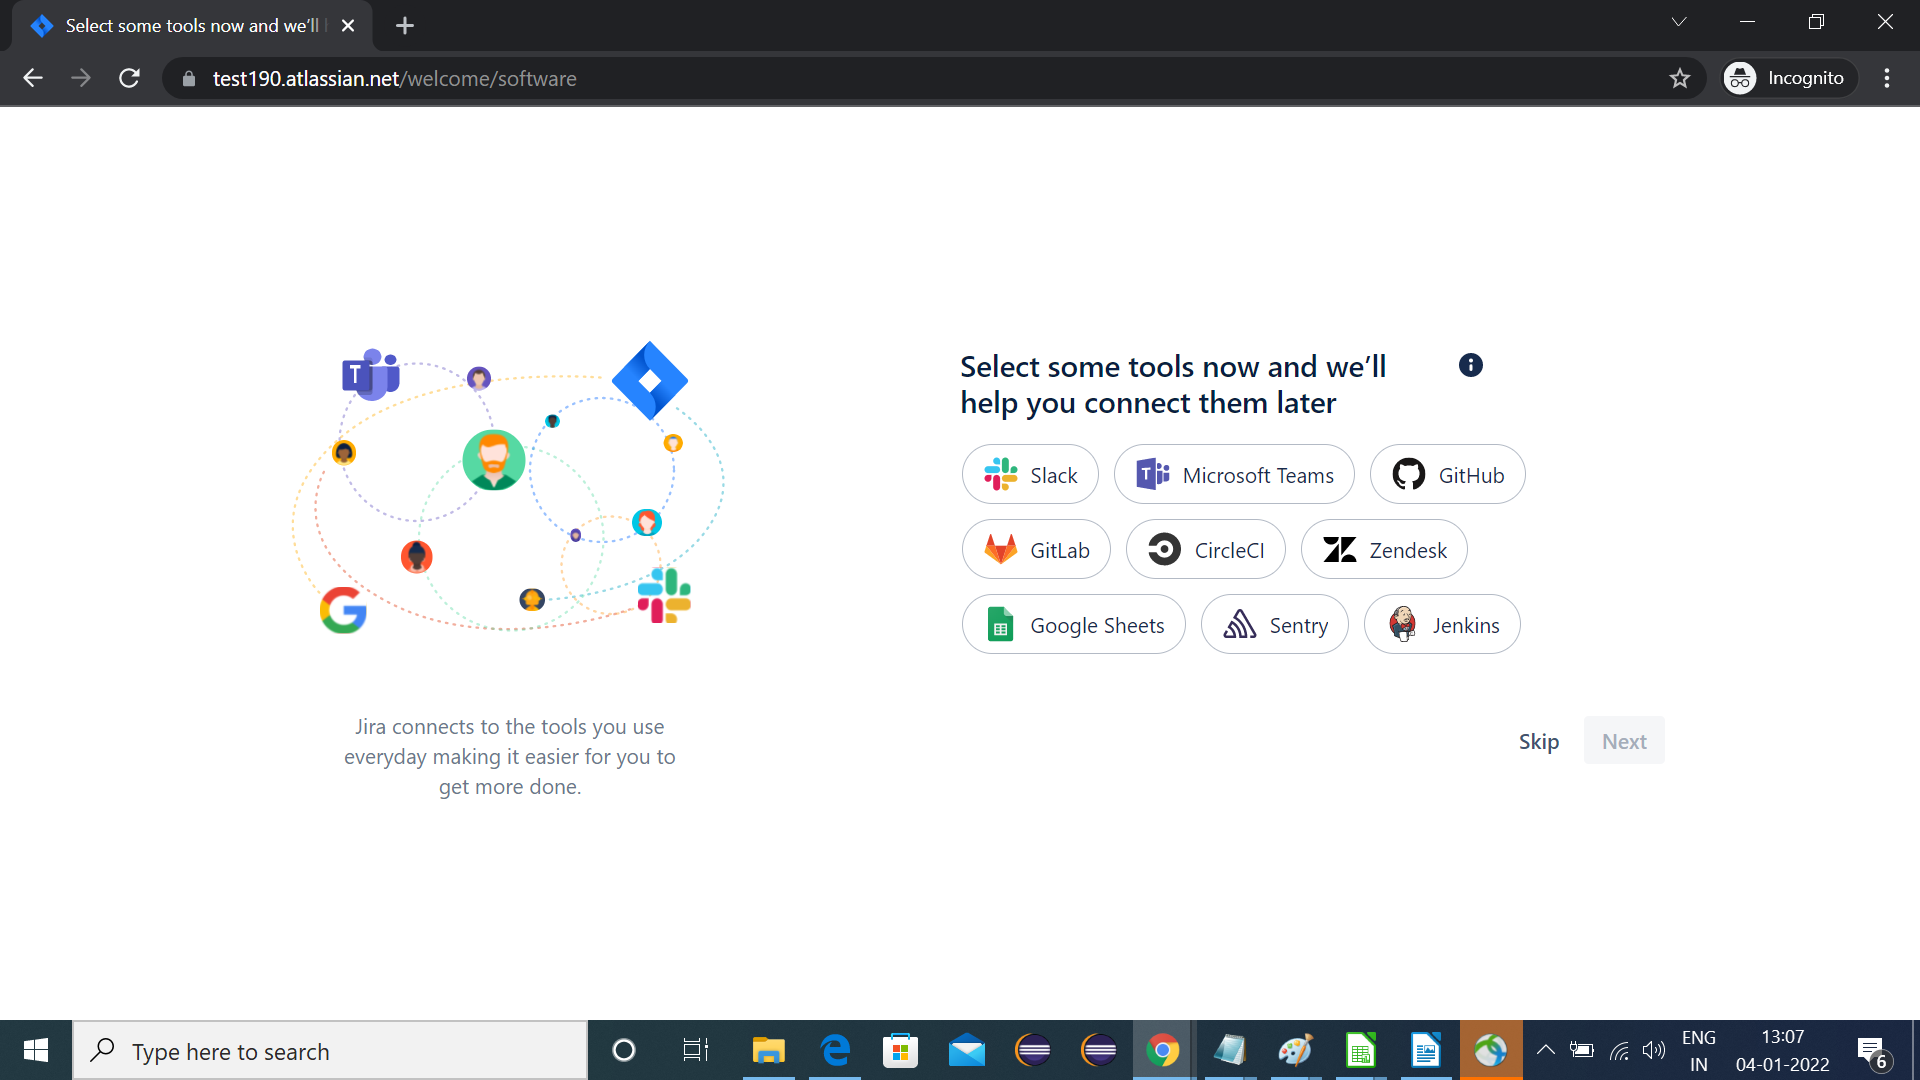 Select some tools now and we'll
test190.atlassian.net/welcome/software
Incognito
T
Select some tools now and we'll
help you connect them later
Slack
T
Microsoft Teams
GitHub
GitLab
CircleCI
Zendesk
Google Sheets
Sentry
Jenkins
Jira connects to the tools you use
everyday making it easier for you to
get more done.
Skip
Next
Type here to search
ENG
IN
13:07
04-01-2022
6